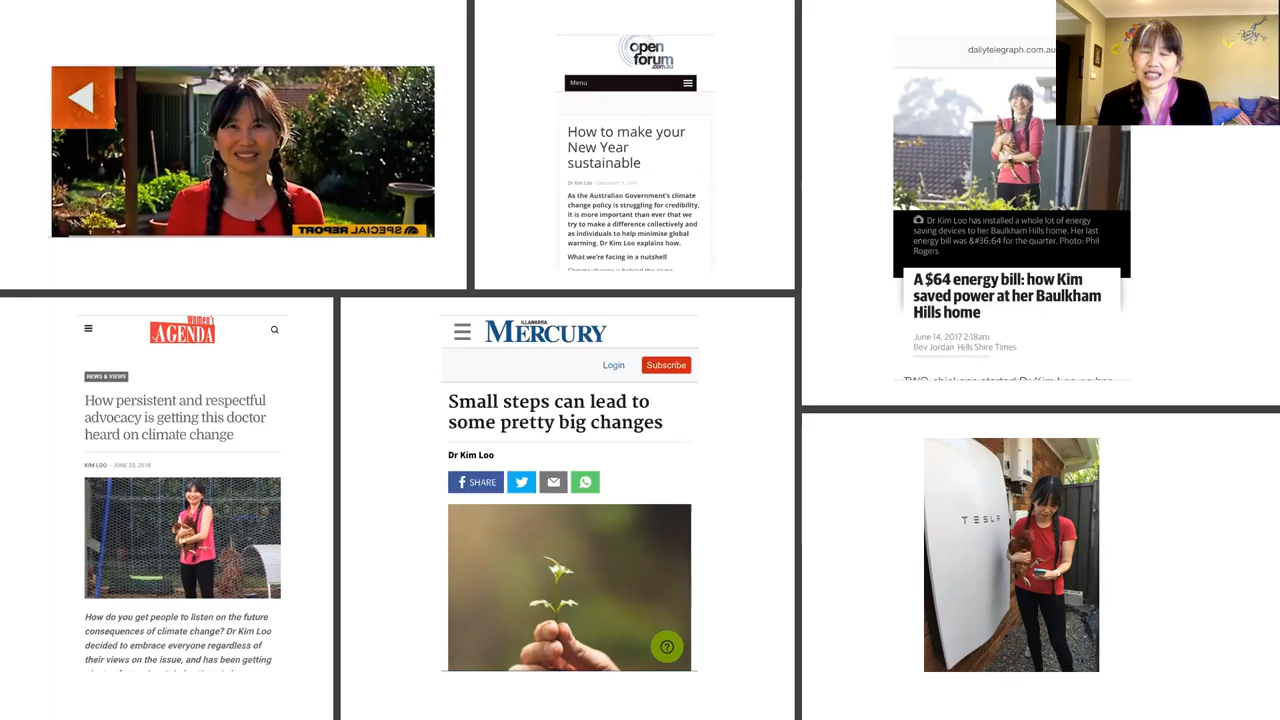 SPECIAL REPORT
open
forum
.com.au
Menu
How to make your
New Year
sustainable
Dr Kim Loo
As the Australian Government's climate
change policy is struggling for credibility,
it is more important than ever that we
try to make a difference collectively and
as individuals to help minimise global
warming. Dr Kim Loo explains how.
What we're facing in a nutshell
dailytelegraph.com.au
Dr Kim Loo has installed a whole lot of energy
saving devices to her Baulkham Hills home. Her last
energy bill was &#36;64 for the quarter. Photo: Phil
Rogers
A $64 energy bill: how Kim
saved power at her Baulkham
Hills home
June 14, 2017 2:18am
Bev Jordan Hills Shire Times
women's
AGENDA
NEWS & VIEWS
How persistent and respectful
advocacy is getting this doctor
heard on climate change
KIM LOO – JUNE 25, 2018
How do you get people to listen on the future
consequences of climate change? Dr Kim Loo
decided to embrace everyone regardless of
their views on the issue, and has been getting
ILLAWARRA
MERCURY
Login
Subscribe
Small steps can lead to
some pretty big changes
Dr Kim Loo
f SHARE
TESLA